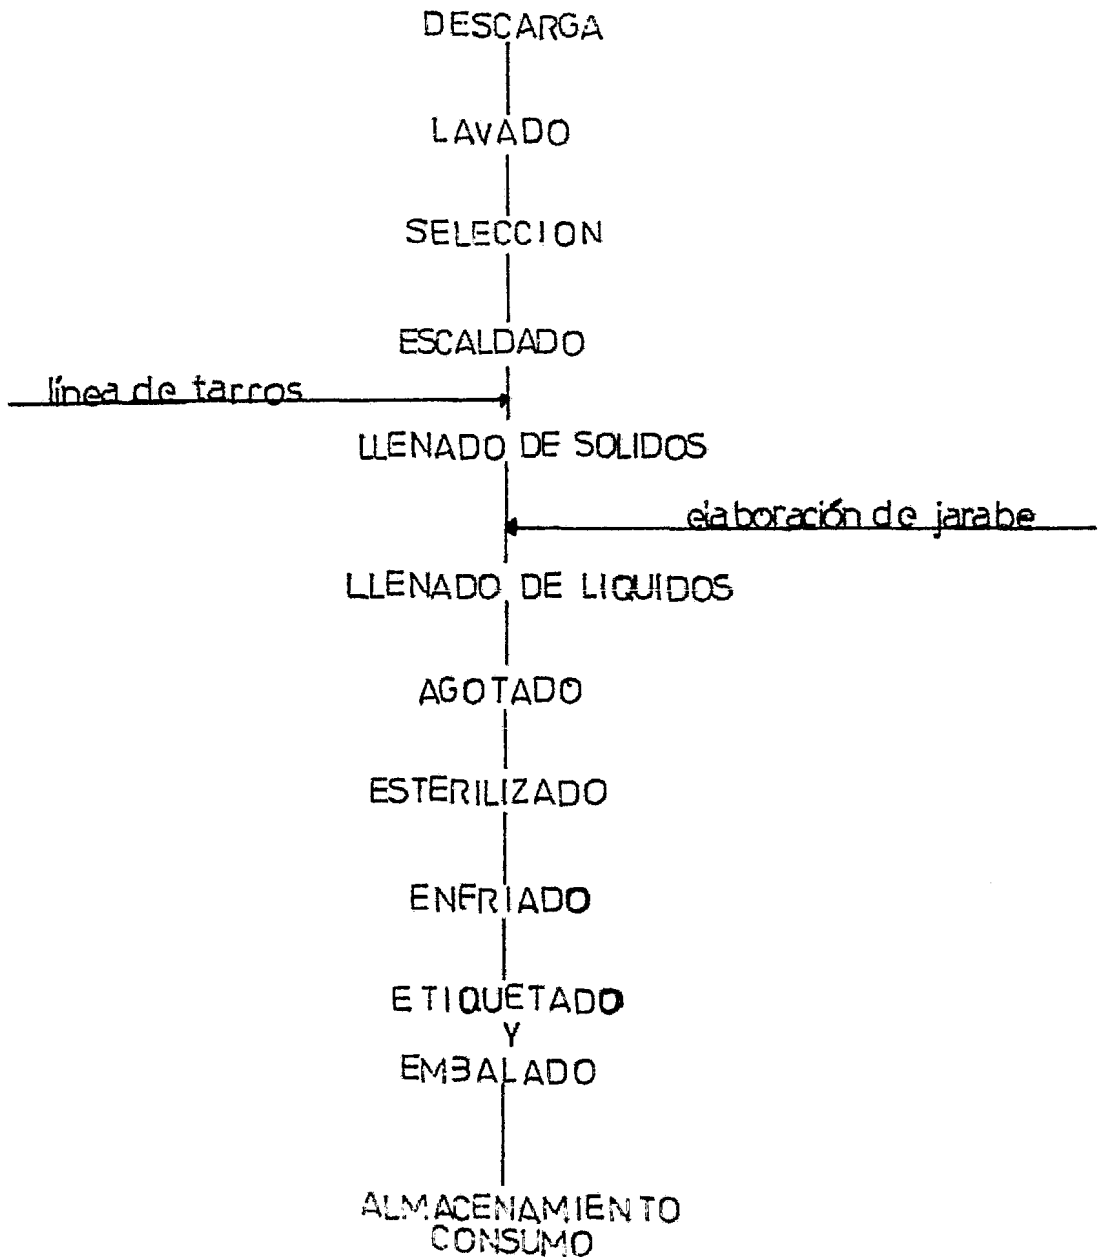 DESCARGA
LAVADO
SELECCION
ESCALDADO
línea de tarros
LLENADO DE SOLIDOS
elaboración de jarabe
LLENADO DE LIQUIDOS
AGOTADO
ESTERILIZADO
ENFRIADO
ETIQUETADO
Y
EMBALADO
ALMACENAMIENTO
CONSUMO